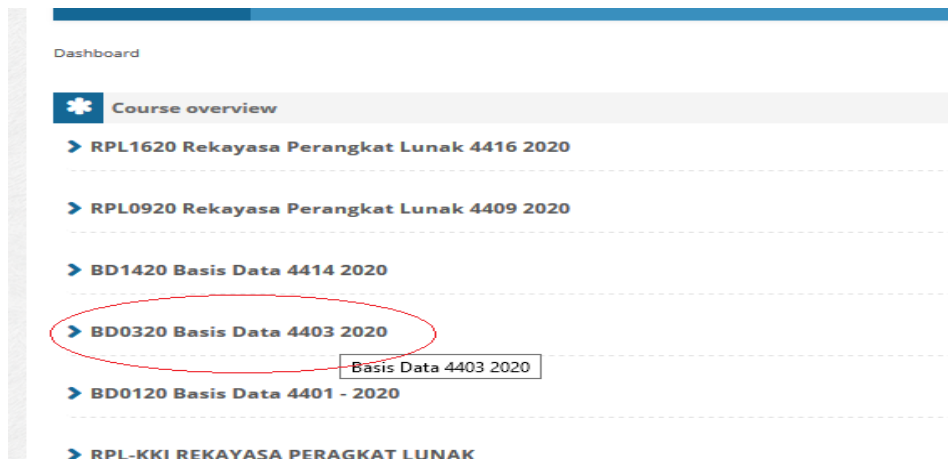 Dashboard
Course overview
RPL1620 Rekayasa Perangkat Lunak 4416 2020
RPL0920 Rekayasa Perangkat Lunak 4409 2020
BD1420 Basis Data 4414 2020
BD0320 Basis Data 4403 2020
Basis Data 4403 2020
BD0120 Basis Data 4401 - 2020
RPL-KKI REKAYASA PERAGKAT LUNAK